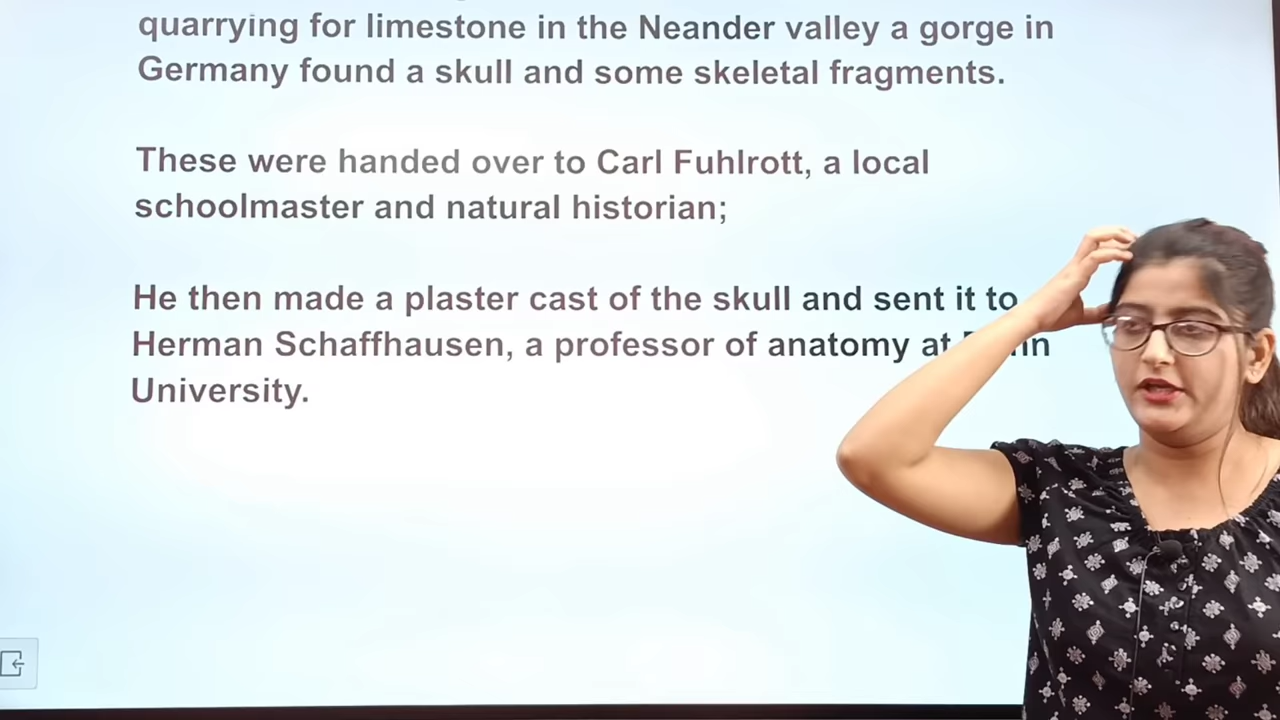 quarrying for limestone in the Neander valley a gorge in
Germany found a skull and some skeletal fragments.
These were handed over to Carl Fuhlrott, a local
schoolmaster and natural historian;
He then made a plaster cast of the skull and sent it to
Herman Schaffhausen, a professor of anatomy at
University.